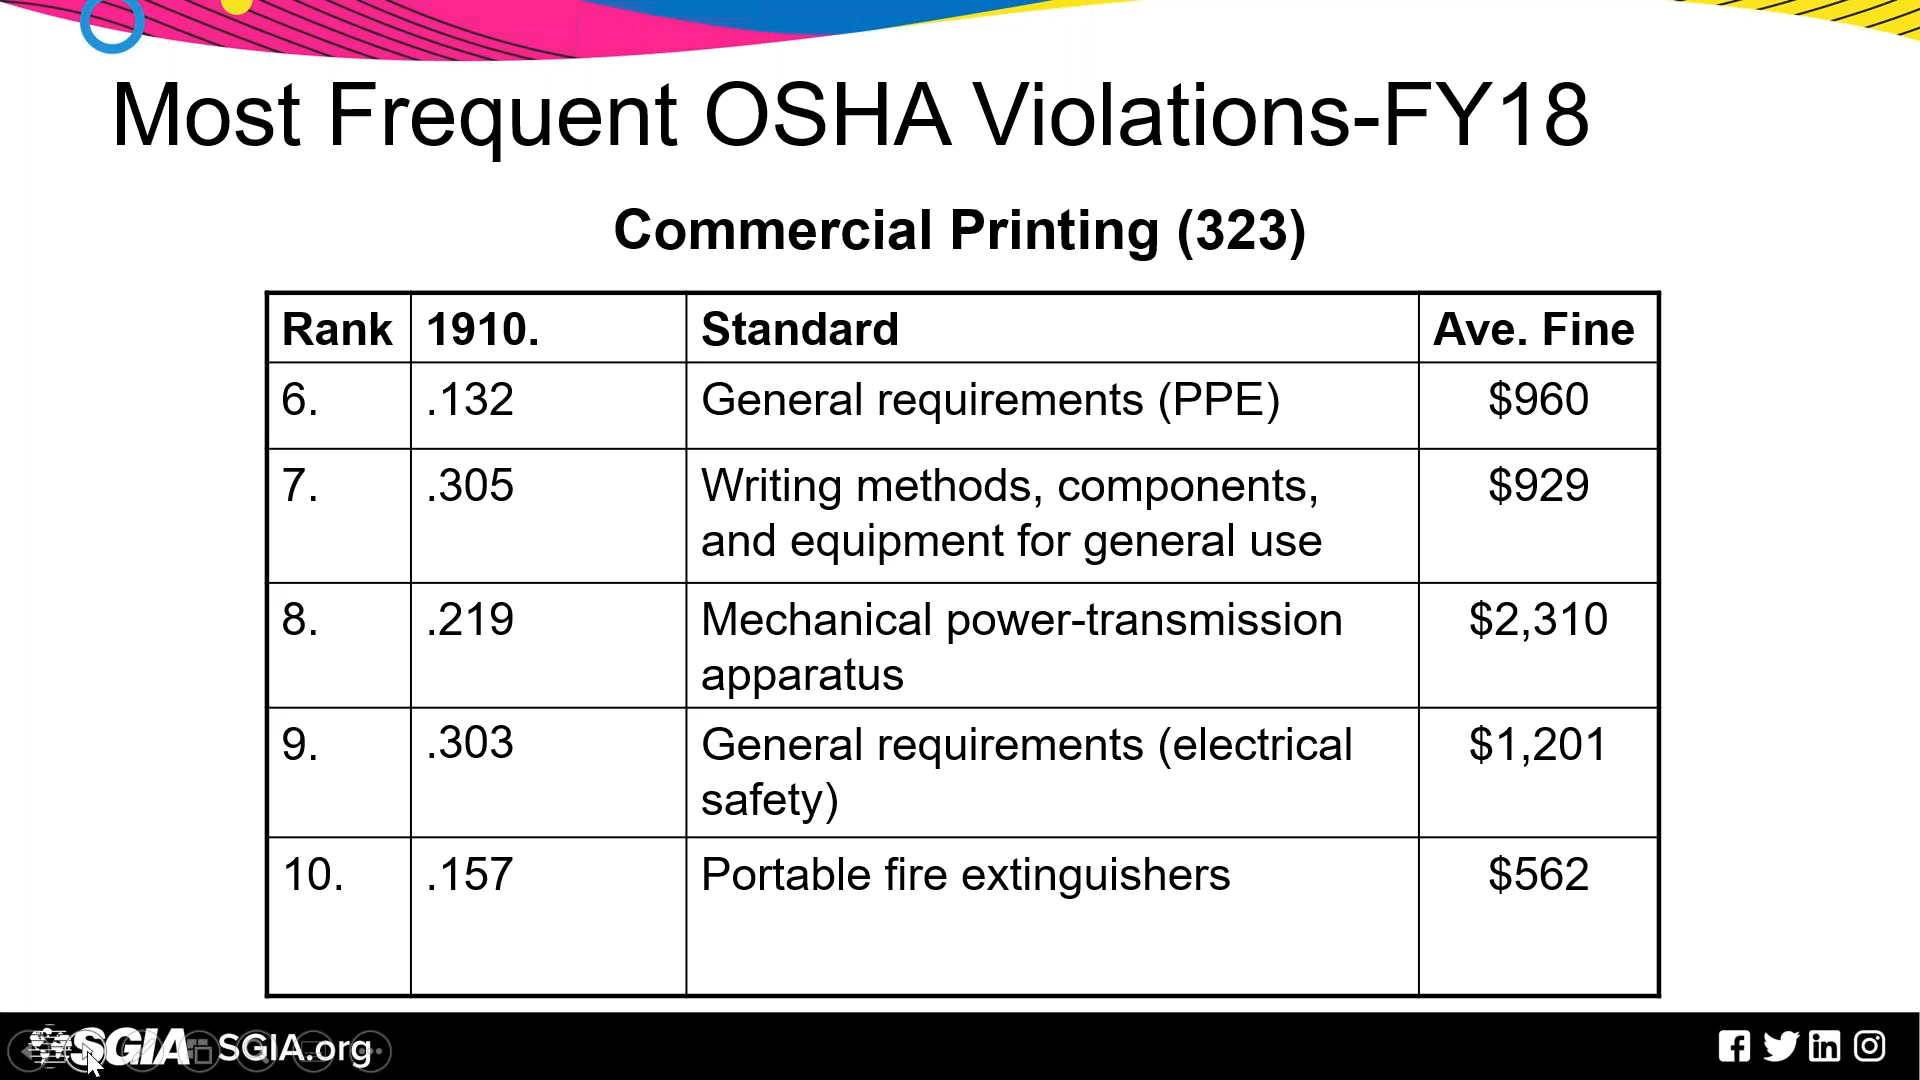 Most Frequent OSHA Violations-FY18
Commercial Printing (323)
Rank 1910. Standard Ave. Fine
6. .132 General requirements (PPE) $960
7. .305 Writing methods, components, $929
and equipment for general use
8. .219 Mechanical power-transmission $2,310
apparatus
9. .303 General requirements (electrical $1,201
safety)
10. .157 Portable fire extinguishers $562
SGIA SGIA.org